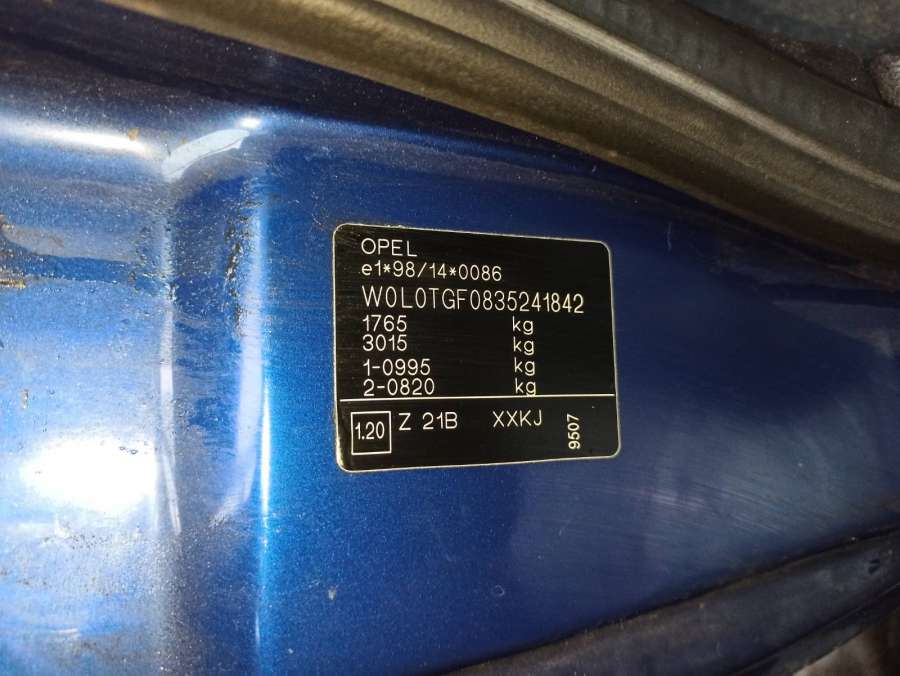 OPEL
e1*98/14*0086
W0L0TGF0835241842
1765 kg
3015 kg
1-0995 kg
2-0820 kg
1.20 Z 21B XXKJ 9507